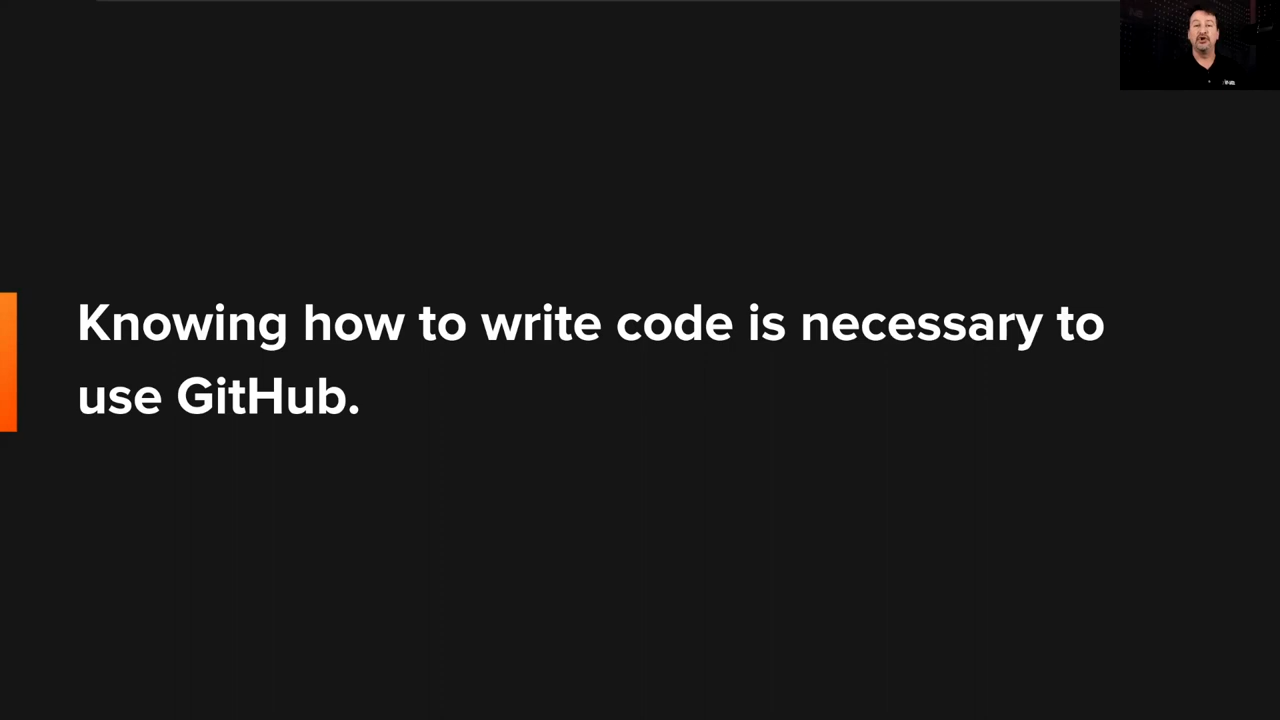 Knowing how to write code is necessary to
use GitHub.